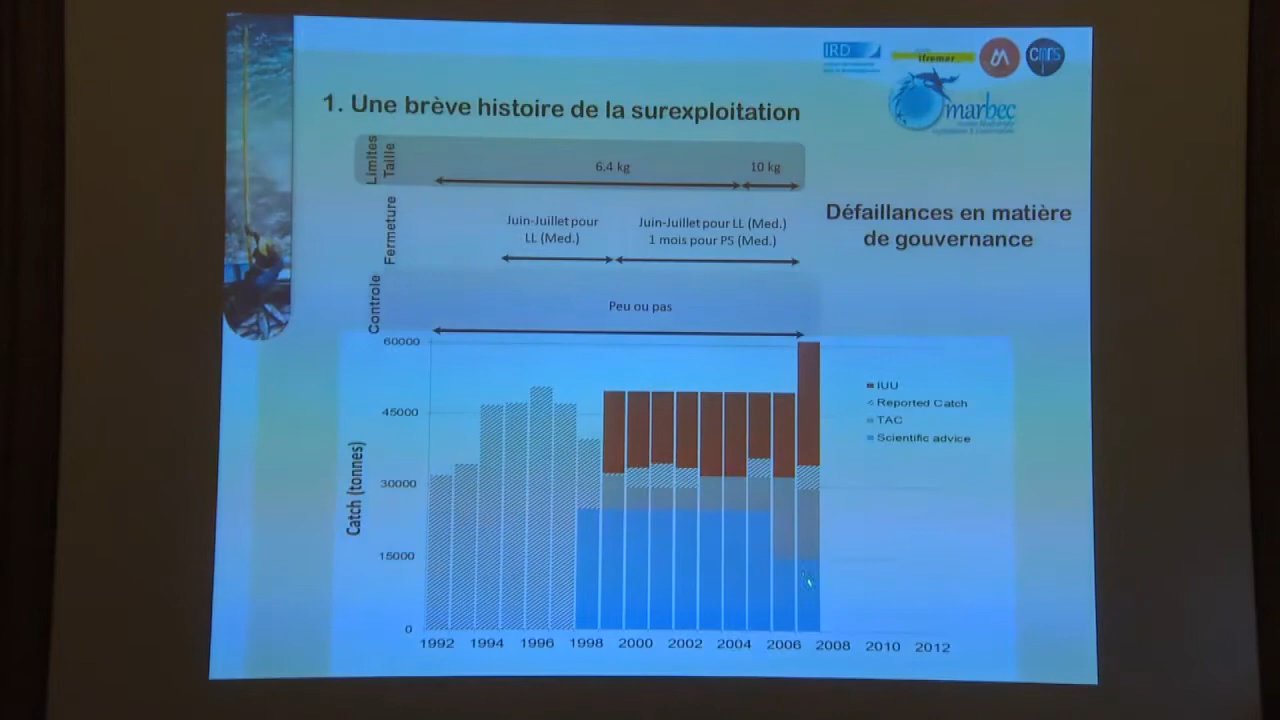 IRD
ifremer
CNRS
marbec
1. Une brève histoire de la surexploitation
Limites
Taille
6.4 kg
10 kg
Défaillances en matière
de gouvernance
Fermeture
Juin-Juillet pour
LL (Med.)
Juin-Juillet pour LL (Med.)
1 mois pour PS (Med.)
Controle
Peu ou pas
Catch (tonnes)
60000
45000
30000
15000
0
IUU
Reported Catch
TAC
Scientific advice
1992 1994 1996 1998 2000 2002 2004 2006 2008 2010 2012